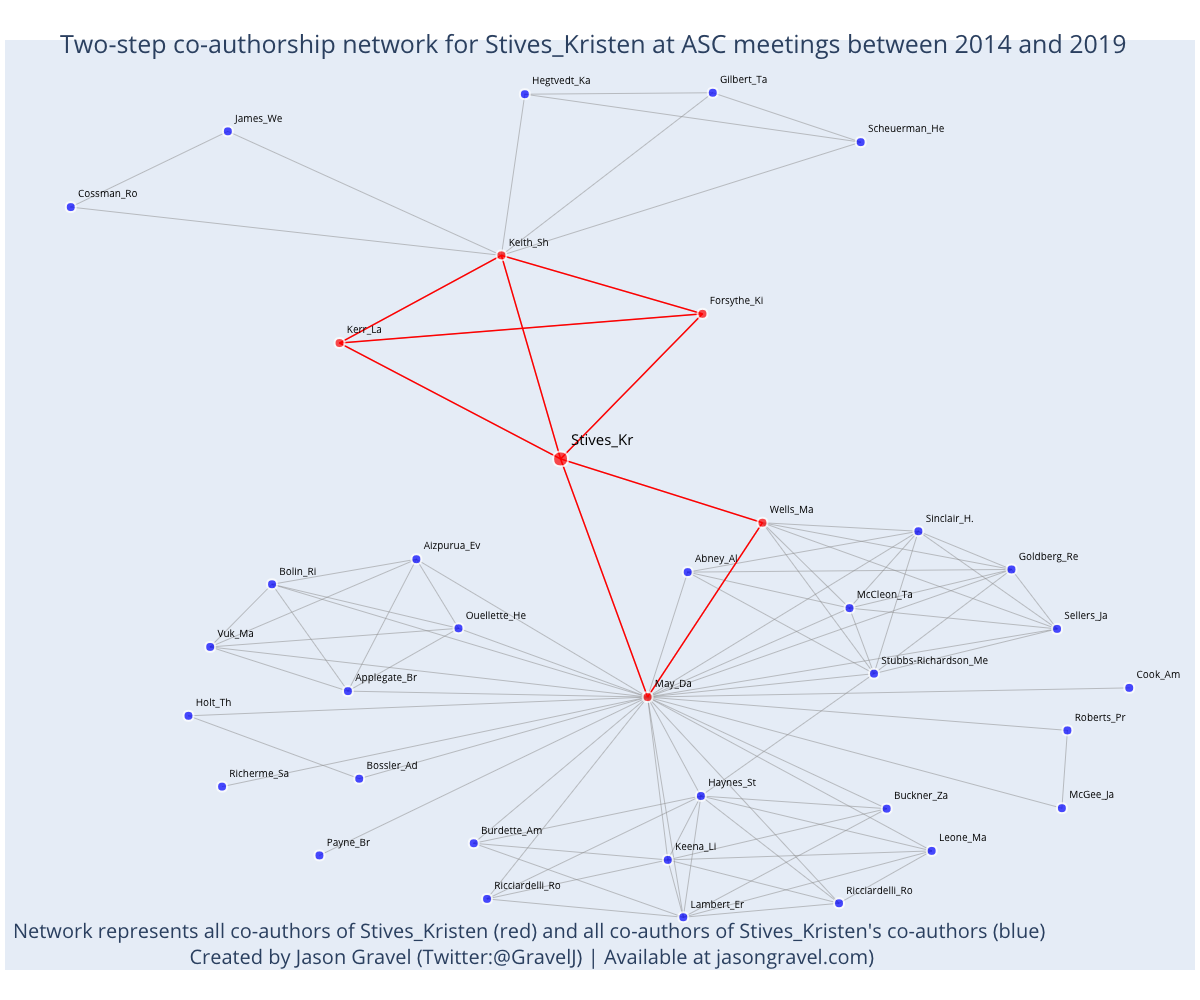 Two-step co-authorship network for Stives_Kristen at ASC meetings between 2014 and 2019
Hegtvedt_Ka
Gilbert_Ta
James_We
Scheuerman_He
Cossman_Ro
Keith_Sh
Forsythe_Ki
Kerr_La
Stives_Kr
Wells_Ma
Sinclair_H.
Aizpurua_Ev
Abney_Al
Goldberg_Re
Bolin_Ri
McCleon_Ta
Ouellette_He
Sellers_Ja
Vuk_Ma
Stubbs-Richardson_Me
Applegate_Br
May_Da
Cook_Am
Holt_Th
Roberts_Pr
Bossler_Ad
Richerme_Sa
Haynes_St
Buckner_Za
McGee_Ja
Burdette_Am
Leone_Ma
Payne_Br
Keena_Li
Ricciardelli_Ro
Ricciardelli_Ro
Lambert_Er
Network represents all co-authors of Stives_Kristen (red) and all co-authors of Stives_Kristen's co-authors (blue)
Created by Jason Gravel (Twitter:@GravelJ) | Available at jasongravel.com)